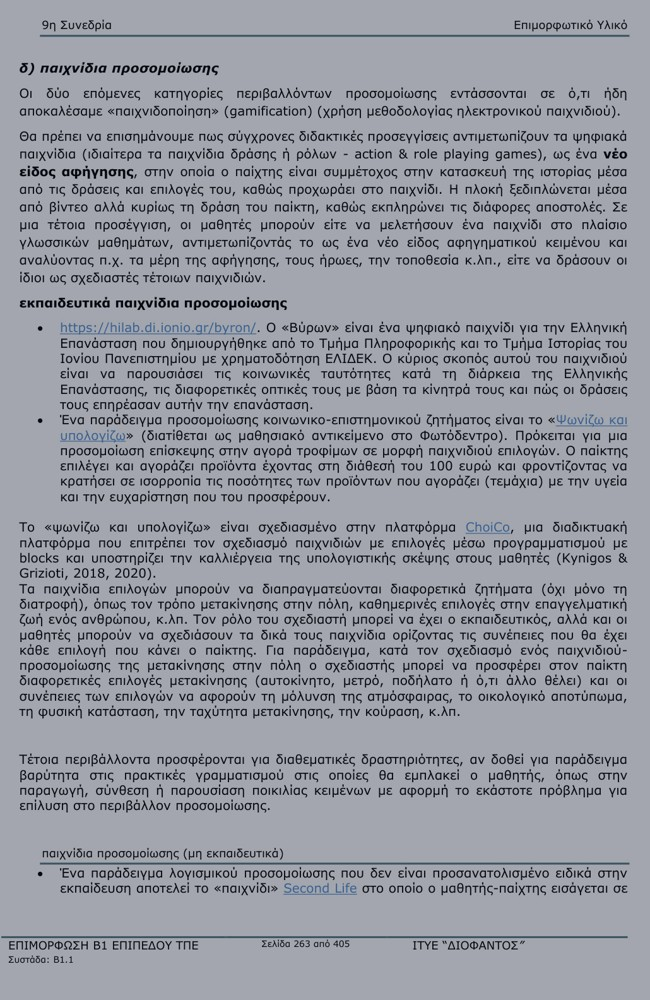 9η Συνεδρία Επιμορφωτικό Υλικό
δ) παιχνίδια προσομοίωσης
Οι δύο επόμενες κατηγορίες περιβαλλόντων προσομοίωσης εντάσσονται σε ό,τι ήδη
αποκαλέσαμε «παιχνιδοποίηση» (gamification) (χρήση μεθοδολογίας ηλεκτρονικού παιχνιδιού).
Θα πρέπει να επισημάνουμε πως σύγχρονες διδακτικές προσεγγίσεις αντιμετωπίζουν τα ψηφιακά
παιχνίδια (ιδιαίτερα τα παιχνίδια δράσης ή ρόλων - action & role playing games), ως ένα νέο
είδος αφήγησης, στην οποία ο παίχτης είναι συμμέτοχος στην κατασκευή της ιστορίας μέσα
από τις δράσεις και επιλογές του, καθώς προχωράει στο παιχνίδι. Η πλοκή ξεδιπλώνεται μέσα
από βίντεο αλλά κυρίως τη δράση του παίκτη, καθώς εκπληρώνει τις διάφορες αποστολές. Σε
μια τέτοια προσέγγιση, οι μαθητές μπορούν είτε να μελετήσουν ένα παιχνίδι στο πλαίσιο
γλωσσικών μαθημάτων, αντιμετωπίζοντάς το ως ένα νέο είδος αφηγηματικού κειμένου και
αναλύοντας π.χ. τα μέρη της αφήγησης, τους ήρωες, την τοποθεσία κ.λπ., είτε να δράσουν οι
ίδιοι ως σχεδιαστές τέτοιων παιχνιδιών.
εκπαιδευτικά παιχνίδια προσομοίωσης
• https://hilab.di.ionio.gr/byron/. Ο «Βύρων» είναι ένα ψηφιακό παιχνίδι για την Ελληνική
Επανάσταση που δημιουργήθηκε από το Τμήμα Πληροφορικής και το Τμήμα Ιστορίας του
Ιονίου Πανεπιστημίου με χρηματοδότηση ΕΛΙΔΕΚ. Ο κύριος σκοπός αυτού του παιχνιδιού
είναι να παρουσιάσει τις κοινωνικές ταυτότητες κατά τη διάρκεια της Ελληνικής
Επανάστασης, τις διαφορετικές οπτικές τους με βάση τα κίνητρά τους και πώς οι δράσεις
τους επηρέασαν αυτήν την επανάσταση.
• Ένα παράδειγμα προσομοίωσης κοινωνικο-επιστημονικού ζητήματος είναι το «Ψωνίζω και
υπολογίζω» (διατίθεται ως μαθησιακό αντικείμενο στο Φωτόδεντρο). Πρόκειται για μια
προσομοίωση επίσκεψης στην αγορά τροφίμων σε μορφή παιχνιδιού επιλογών. Ο παίκτης
επιλέγει και αγοράζει προϊόντα έχοντας στη διάθεσή του 100 ευρώ και φροντίζοντας να
κρατήσει σε ισορροπία τις ποσότητες των προϊόντων που αγοράζει (τεμάχια) με την υγεία
και την ευχαρίστηση που του προσφέρουν.
Το «ψωνίζω και υπολογίζω» είναι σχεδιασμένο στην πλατφόρμα ChoiCo, μια διαδικτυακή
πλατφόρμα που επιτρέπει τον σχεδιασμό παιχνιδιών με επιλογές μέσω προγραμματισμού με
blocks και υποστηρίζει την καλλιέργεια της υπολογιστικής σκέψης στους μαθητές (Kynigos &
Grizioti, 2018, 2020).
Τα παιχνίδια επιλογών μπορούν να διαπραγματεύονται διαφορετικά ζητήματα (όχι μόνο τη
διατροφή), όπως τον τρόπο μετακίνησης στην πόλη, καθημερινές επιλογές στην επαγγελματική
ζωή ενός ανθρώπου, κ.λπ. Τον ρόλο του σχεδιαστή μπορεί να έχει ο εκπαιδευτικός, αλλά και οι
μαθητές μπορούν να σχεδιάσουν τα δικά τους παιχνίδια ορίζοντας τις συνέπειες που θα έχει
κάθε επιλογή που κάνει ο παίκτης. Για παράδειγμα, κατά τον σχεδιασμό ενός παιχνιδιού-
προσομοίωσης της μετακίνησης στην πόλη ο σχεδιαστής μπορεί να προσφέρει στον παίκτη
διαφορετικές επιλογές μετακίνησης (αυτοκίνητο, μετρό, ποδήλατο ή ό,τι άλλο θέλει) και οι
συνέπειες των επιλογών να αφορούν τη μόλυνση της ατμόσφαιρας, το οικολογικό αποτύπωμα,
τη φυσική κατάσταση, την ταχύτητα μετακίνησης, την κούραση, κ.λπ.
Τέτοια περιβάλλοντα προσφέρονται για διαθεματικές δραστηριότητες, αν δοθεί για παράδειγμα
βαρύτητα στις πρακτικές γραμματισμού στις οποίες θα εμπλακεί ο μαθητής, όπως στην
παραγωγή, σύνθεση ή παρουσίαση ποικιλίας κειμένων με αφορμή το εκάστοτε πρόβλημα για
επίλυση στο περιβάλλον προσομοίωσης.
παιχνίδια προσομοίωσης (μη εκπαιδευτικά)
• Ένα παράδειγμα λογισμικού προσομοίωσης που δεν είναι προσανατολισμένο ειδικά στην
εκπαίδευση αποτελεί το «παιχνίδι» Second Life στο οποίο ο μαθητής-παίχτης εισάγεται σε
ΕΠΙΜΟΡΦΩΣΗ Β1 ΕΠΙΠΕΔΟΥ ΤΠΕ Σελίδα 263 από 405 ΙΤΥΕ “ΔΙΟΦΑΝΤΟΣ”
Συστάδα: Β1.1